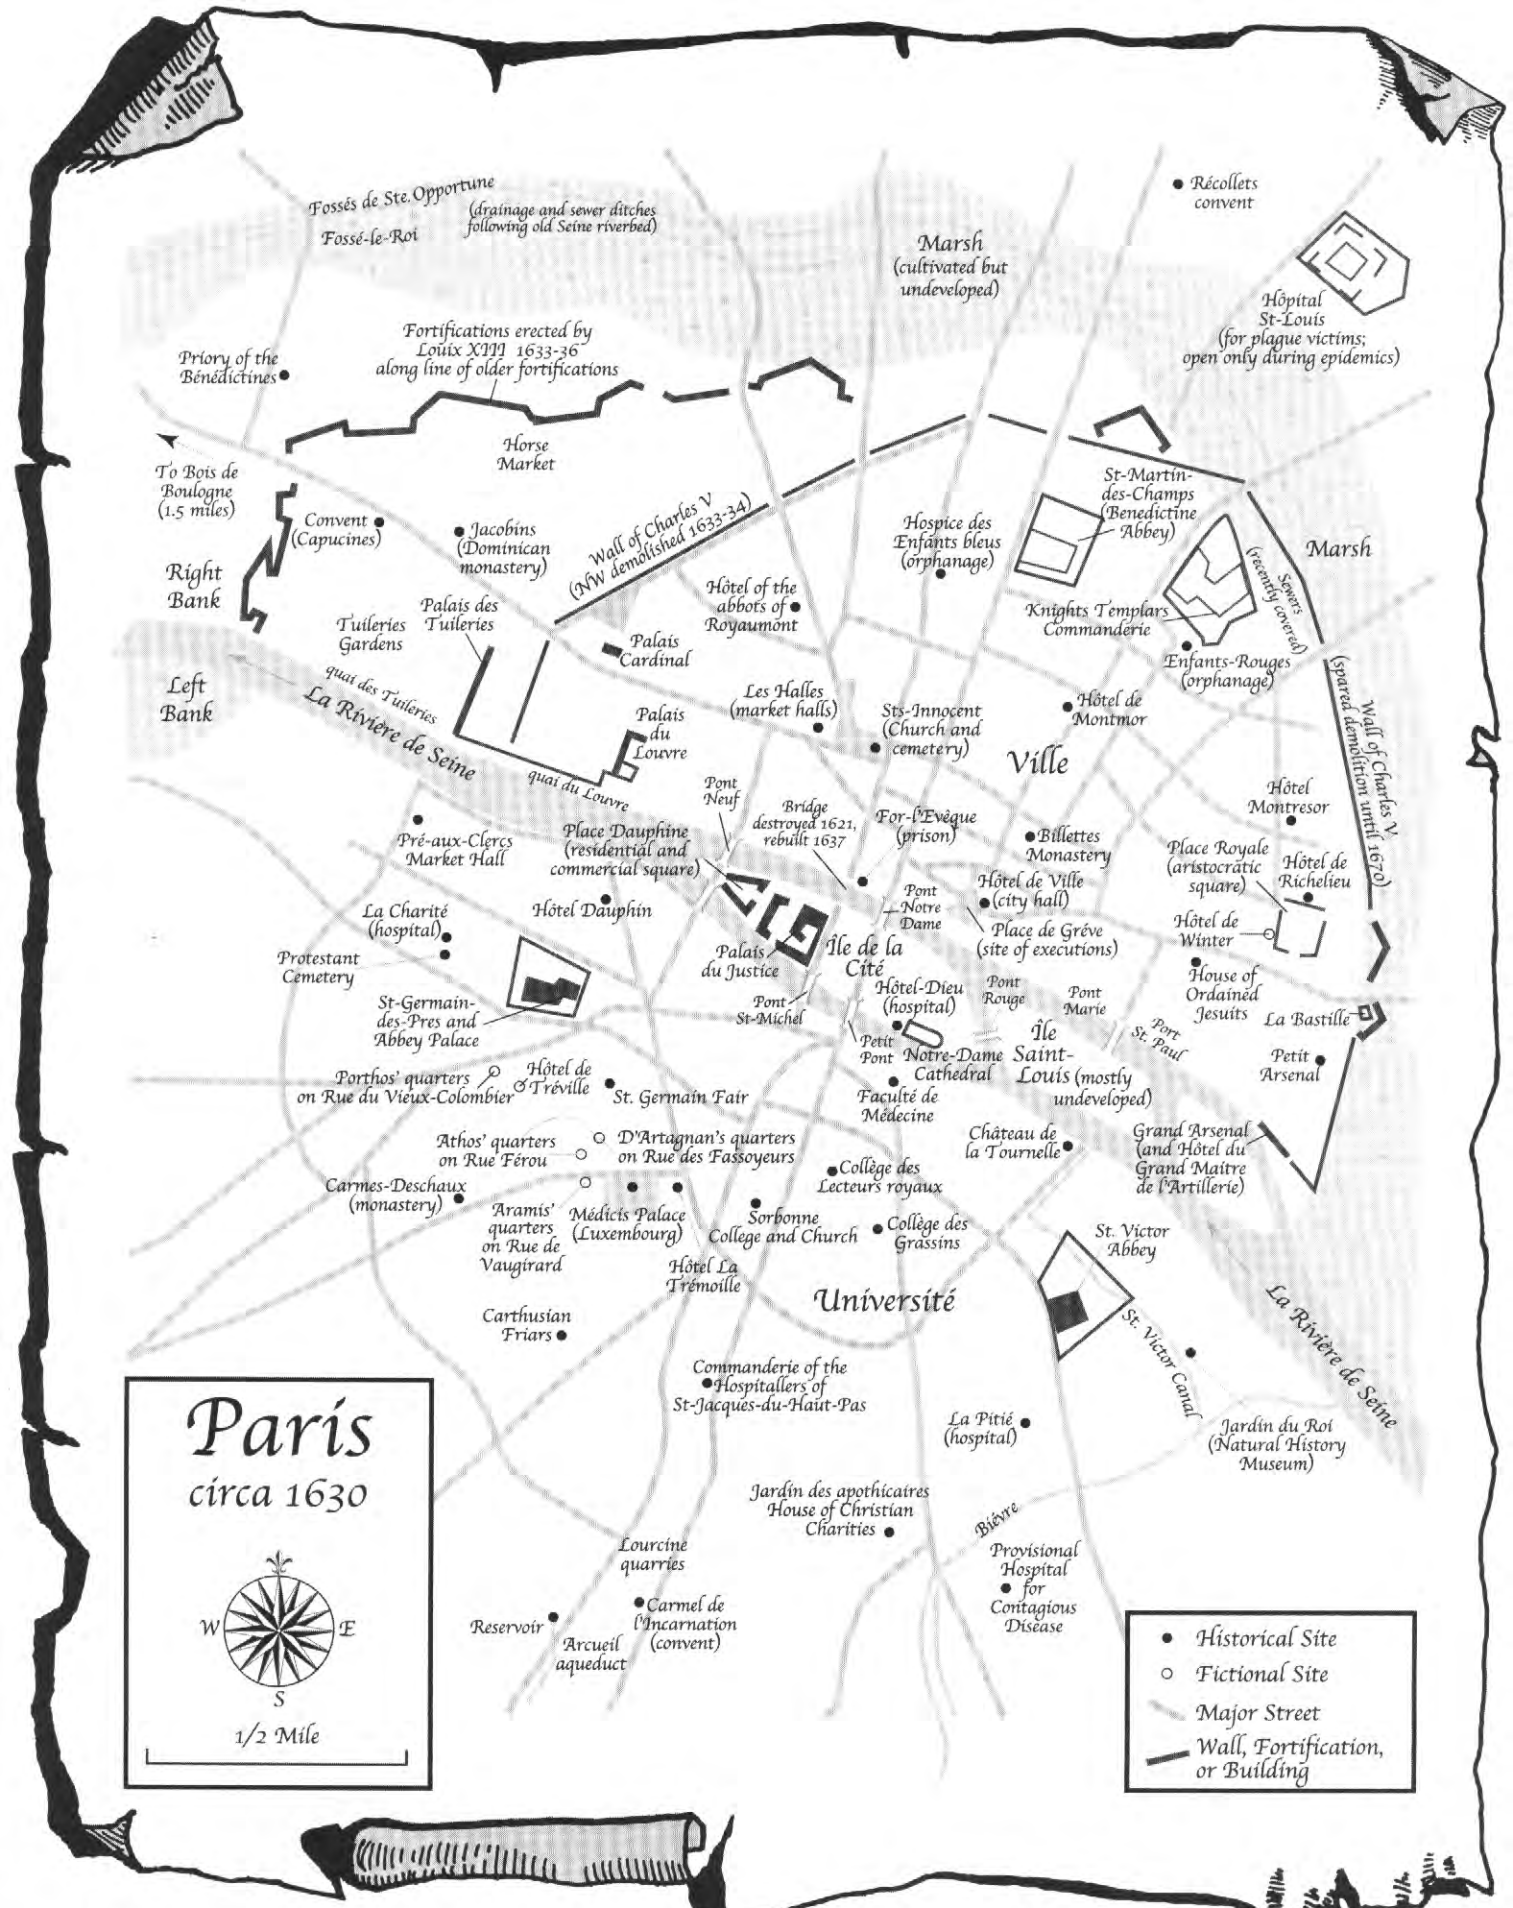 Fossés de Ste. Opportune
(drainage and sewer ditches
following old Seine riverbed)
Fossé-le-Roi
Récollets
convent
Marsh
(cultivated but
undeveloped)
Hôpital
St-Louis
(for plague victims;
open only during epidemics)
Fortifications erected by
Louix XIII 1633-36
along line of older fortifications
Priory of the
Bénédictines
Horse
Market
To Bois de
Boulogne
(1.5 miles)
Convent
(Capucines)
Jacobins
(Dominican
monastery)
Wall of Charles V
(NW demolished 1633-34)
Hospice des
Enfants bleus
(orphanage)
St-Martin-
des-Champs
(Benedictine
Abbey)
Marsh
Sewers
(recently covered)
Right
Bank
Tuileries
Gardens
Palais des
Tuileries
Hôtel of the
abbots of
Royaumont
Knights Templars
Commanderie
Palais
Cardinal
Enfants-Rouges
(orphanage)
Left
Bank
quai des Tuileries
La Rivière de Seine
Palais
du
Louvre
quai du Louvre
Les Halles
(market halls)
Sts-Innocent
(Church and
cemetery)
Hôtel de
Montmor
Ville
Wall of Charles V
(spared demolition until 1670)
Pont
Neuf
Bridge
destroyed 1621,
rebuilt 1637
For-l'Evêque
(prison)
Hôtel
Montresor
Pré-aux-Clercs
Market Hall
Place Dauphine
(residential and
commercial square)
Billettes
Monastery
Place Royale
(aristocratic
square)
Hôtel de
Richelieu
La Charité
(hospital)
Hôtel Dauphin
Pont
Notre
Dame
Hôtel de Ville
(city hall)
Place de Gréve
(site of executions)
Hôtel de
Winter
Protestant
Cemetery
Palais
du Justice
Île de la
Cité
House of
Ordained
Jesuits
St-Germain-
des-Pres and
Abbey Palace
Pont
St-Michel
Hôtel-Dieu
(hospital)
Pont
Rouge
Pont
Marie
Port
St. Paul
La Bastille
Petit
Pont
Notre-Dame
Cathedral
Île
Saint-
Louis (mostly
undeveloped)
Petit
Arsenal
Porthos' quarters
on Rue du Vieux-Colombier
Hôtel de
Tréville
St. Germain Fair
Faculté de
Médecine
Athos' quarters
on Rue Férou
D'Artagnan's quarters
on Rue des Fassoyeurs
Château de
la Tournelle
Grand Arsenal
(and Hôtel du
Grand Maître
de l'Artillerie)
Carmes-Deschaux
(monastery)
Collège des
Lecteurs royaux
Aramis'
quarters
on Rue de
Vaugirard
Médicis Palace
(Luxembourg)
Sorbonne
College and Church
Collège des
Grassins
St. Victor
Abbey
Hôtel La
Trémoille
Université
La Rivière de Seine
Carthusian
Friars
St. Victor Canal
Commanderie of the
Hospitallers of
St-Jacques-du-Haut-Pas
La Pitié
(hospital)
Jardin du Roi
(Natural History
Museum)
Jardin des apothicaires
House of Christian
Charities
Biévre
Lourcine
quarries
Provisional
Hospital
for
Contagious
Disease
Reservoir
Carmel de
l'Incarnation
(convent)
Arcueil
aqueduct
Paris
circa 1630
W
E
S
1/2 Mile
Historical Site
Fictional Site
Major Street
Wall, Fortification,
or Building